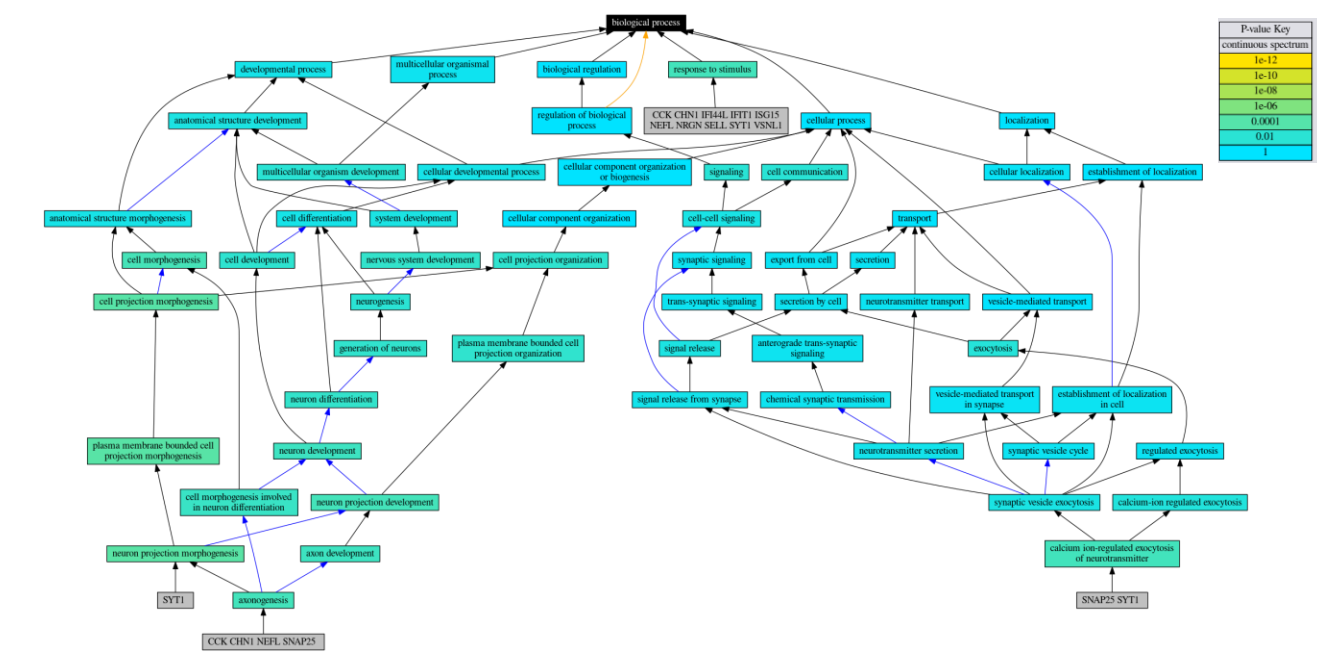 biological process
P-value Key
continuous spectrum
1e-12
1e-10
1e-08
1e-06
0.0001
0.01
1
developmental process
multicellular organismal
process
biological regulation
response to stimulus
anatomical structure development
regulation of biological
process
CCK CHN1 IFI44L IFIT1 ISG15
NEFL NRGN SELL SYT1 VSNL1
cellular process
localization
multicellular organism development
cellular developmental process
cellular component organization
or biogenesis
signaling
cell communication
cellular localization
establishment of localization
anatomical structure morphogenesis
cell differentiation
system development
cellular component organization
cell-cell signaling
transport
cell morphogenesis
cell development
nervous system development
cell projection organization
synaptic signaling
export from cell
secretion
cell projection morphogenesis
neurogenesis
trans-synaptic signaling
secretion by cell
neurotransmitter transport
vesicle-mediated transport
generation of neurons
plasma membrane bounded cell
projection organization
signal release
anterograde trans-synaptic
signaling
exocytosis
neuron differentiation
signal release from synapse
chemical synaptic transmission
vesicle-mediated transport
in synapse
establishment of localization
in cell
plasma membrane bounded cell
projection morphogenesis
neuron development
neurotransmitter secretion
synaptic vesicle cycle
regulated exocytosis
cell morphogenesis involved
in neuron differentiation
neuron projection development
synaptic vesicle exocytosis
calcium-ion regulated exocytosis
neuron projection morphogenesis
axon development
calcium ion-regulated exocytosis
of neurotransmitter
SYT1
axonogenesis
SNAP25 SYT1
CCK CHN1 NEFL SNAP25